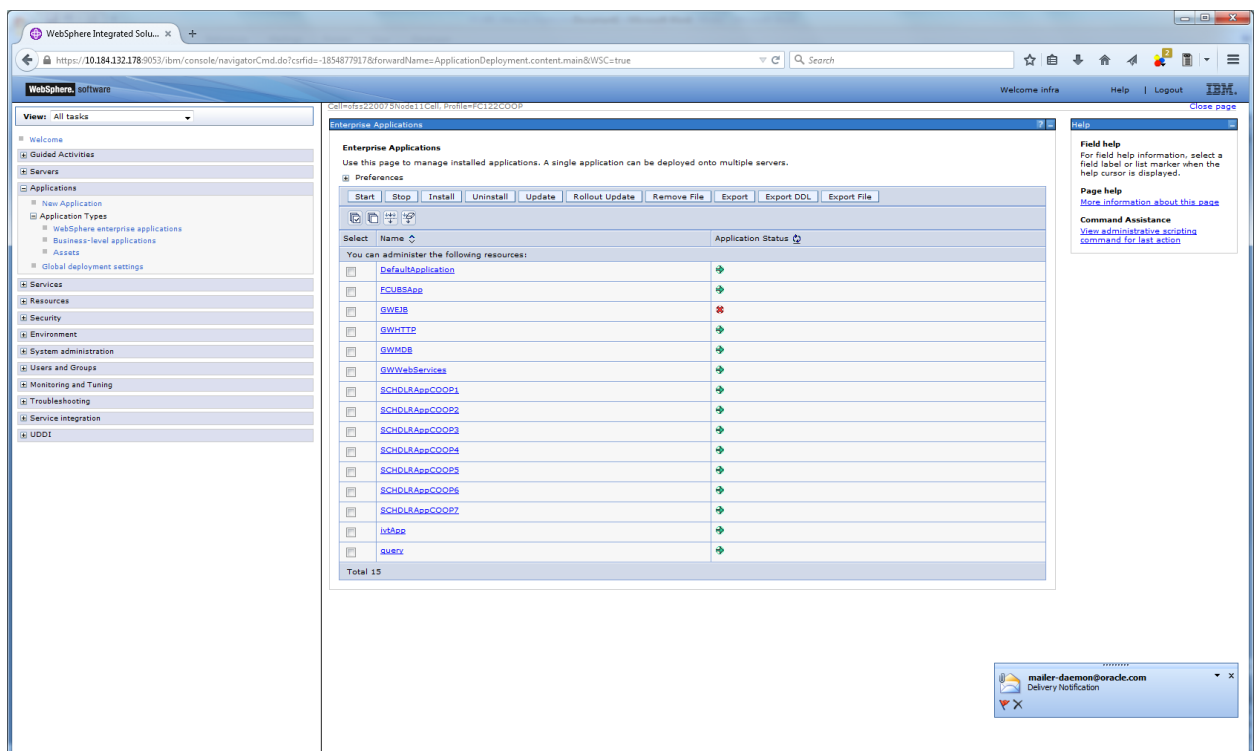 WebSphere Integrated Solu... × +
https://10.184.132.178:9053/ibm/console/navigatorCmd.do?csrfid=-1854877917&forwardName=ApplicationDeployment.content.main&WSC=true
Search
2
WebSphere. software
Welcome infra Help | Logout IBM.
View: All tasks
Welcome
Guided Activities
Servers
Applications
New Application
Application Types
WebSphere enterprise applications
Business-level applications
Assets
Global deployment settings
Services
Resources
Security
Environment
System administration
Users and Groups
Monitoring and Tuning
Troubleshooting
Service integration
UDDI
Cell=ofss220075Node11Cell, Profile=FC122COOP
Close page
Enterprise Applications ? –
Enterprise Applications
Use this page to manage installed applications. A single application can be deployed onto multiple servers.
Preferences
Start Stop Install Uninstall Update Rollout Update Remove File Export Export DDL Export File
Select Name Application Status
You can administer the following resources:
DefaultApplication
FCUBSApp
GWEJB
GWHTTP
GWMDB
GWWebServices
SCHDLRAppCOOP1
SCHDLRAppCOOP2
SCHDLRAppCOOP3
SCHDLRAppCOOP4
SCHDLRAppCOOP5
SCHDLRAppCOOP6
SCHDLRAppCOOP7
ivtApp
query
Total 15
Help
Field help
For field help information, select a
field label or list marker when the
help cursor is displayed.
Page help
More information about this page
Command Assistance
View administrative scripting
command for last action
mailer-daemon@oracle.com
Delivery Notification